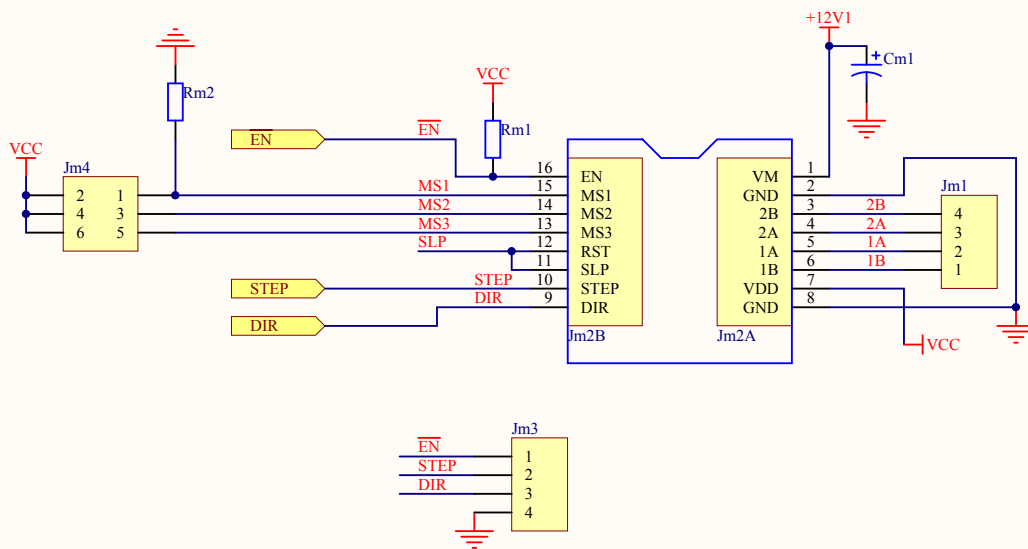 +12V1
Cm1
Rm2
VCC
EN
EN
Rm1
VCC
Jm4
2 1
4 3
6 5
MS1
MS2
MS3
SLP
STEP
STEP
DIR
DIR
16 EN
15 MS1
14 MS2
13 MS3
12 RST
11 SLP
10 STEP
9 DIR
Jm2B
VM 1
GND 2
2B 3
2A 4
1A 5
1B 6
VDD 7
GND 8
Jm2A
2B
2A
1A
1B
Jm1
4
3
2
1
VCC
Jm3
EN 1
STEP 2
DIR 3
4